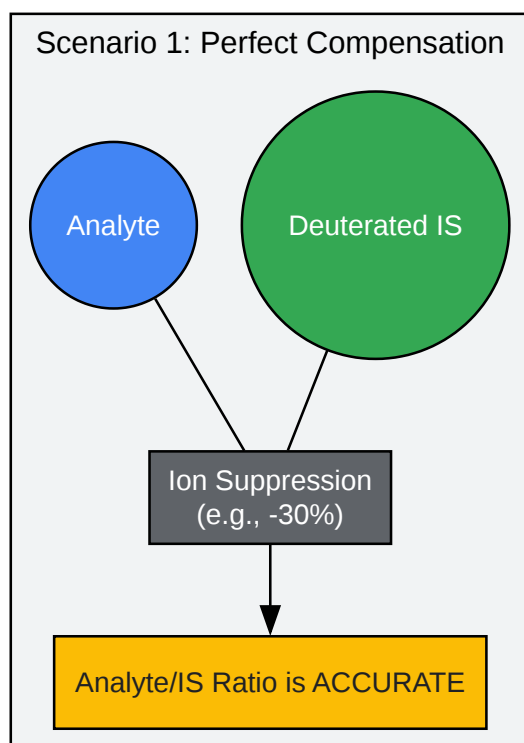 Scenario 1: Perfect Compensation
Analyte
Deuterated IS
Ion Suppression
(e.g., -30%)
Analyte/IS Ratio is ACCURATE